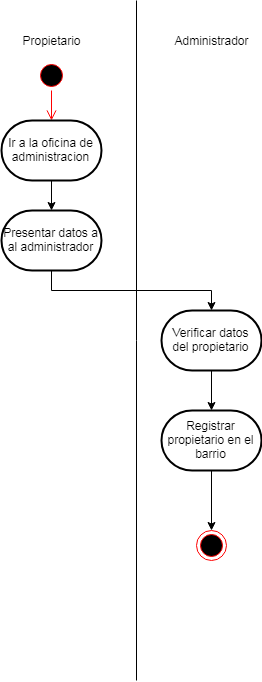 Propietario
Administrador
Ir a la oficina de
administracion
Presentar datos a
al administrador
Verificar datos
del propietario
Registrar
propietario en el
barrio